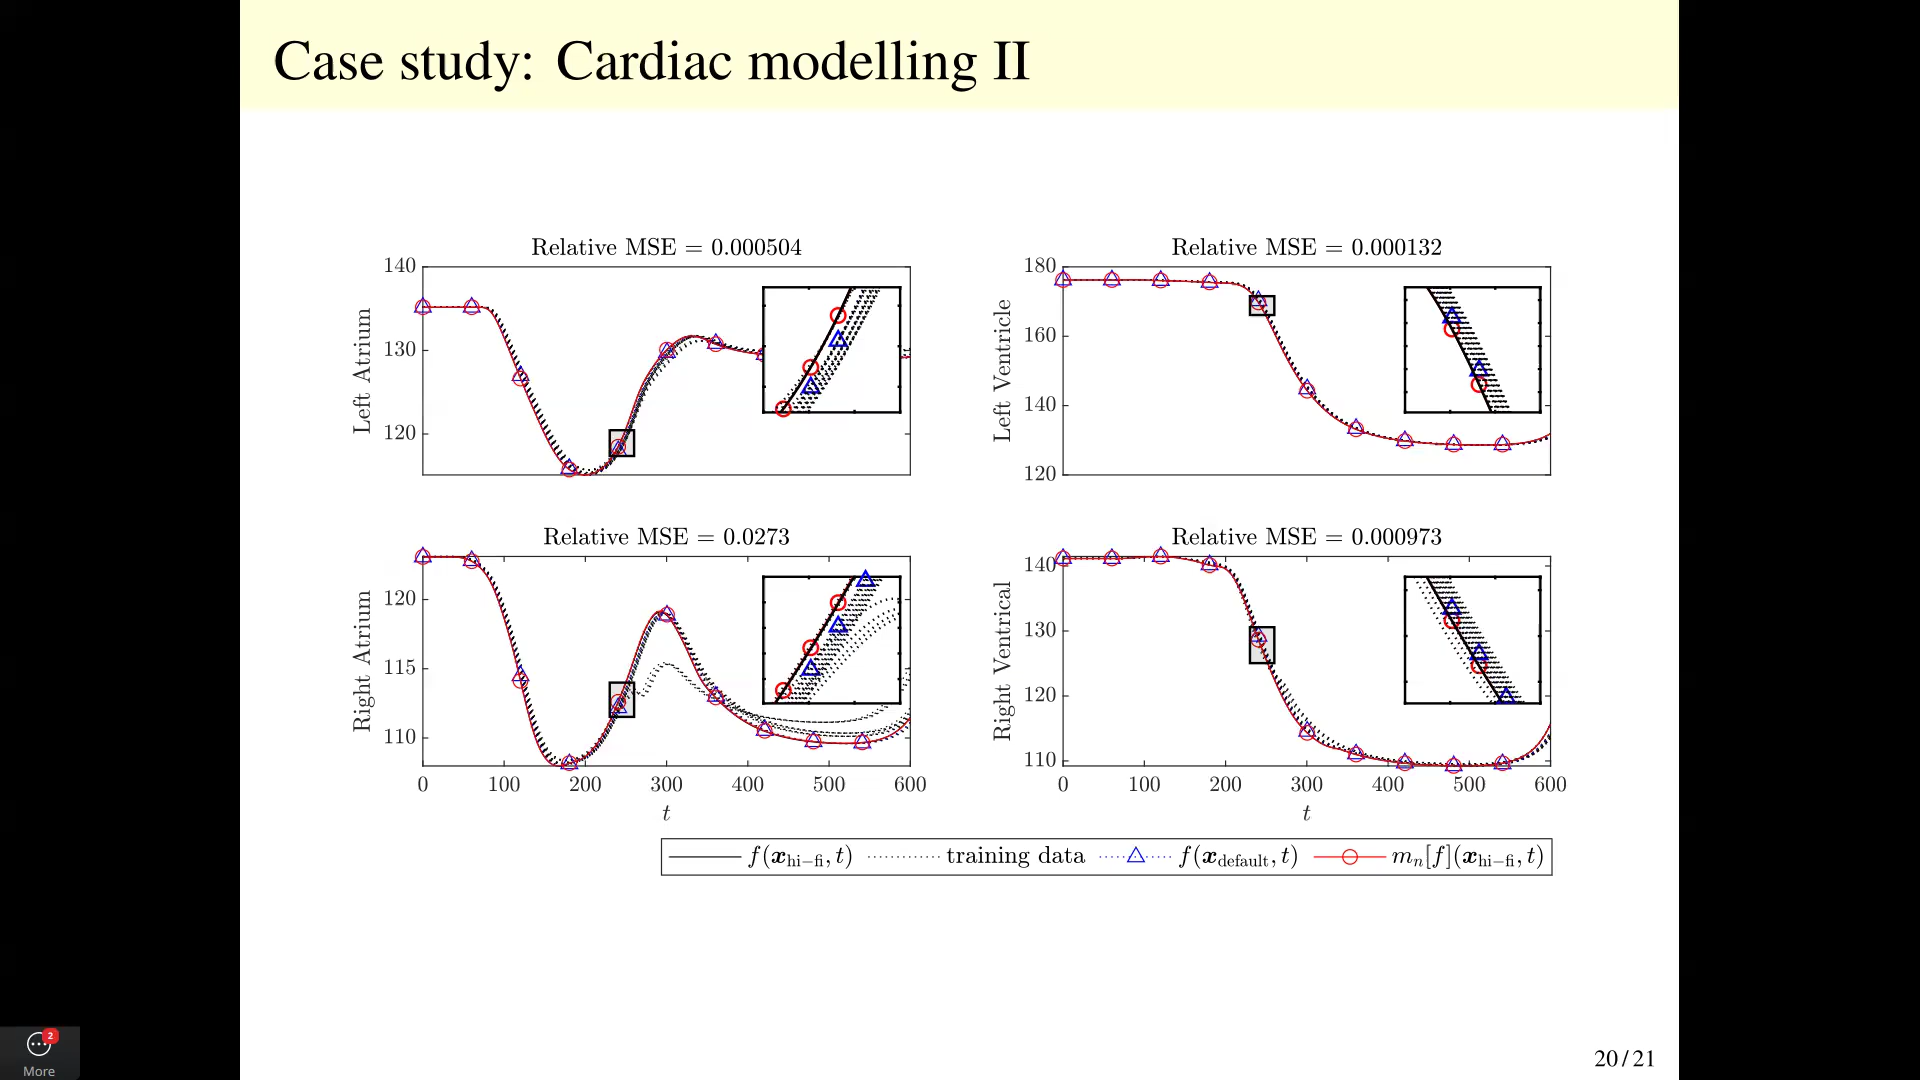 Case study: Cardiac modelling II
Relative MSE = 0.000504
140
130
120
Left Atrium
Relative MSE = 0.000132
180
160
140
120
Left Ventricle
Relative MSE = 0.0273
120
115
110
Right Atrium
0 100 200 300 400 500 600
t
Relative MSE = 0.000973
140
130
120
110
Right Ventrical
0 100 200 300 400 500 600
t
f(x_hi−fi, t) training data f(x_default, t) m_n[f](x_hi−fi, t)
20/21
2
More